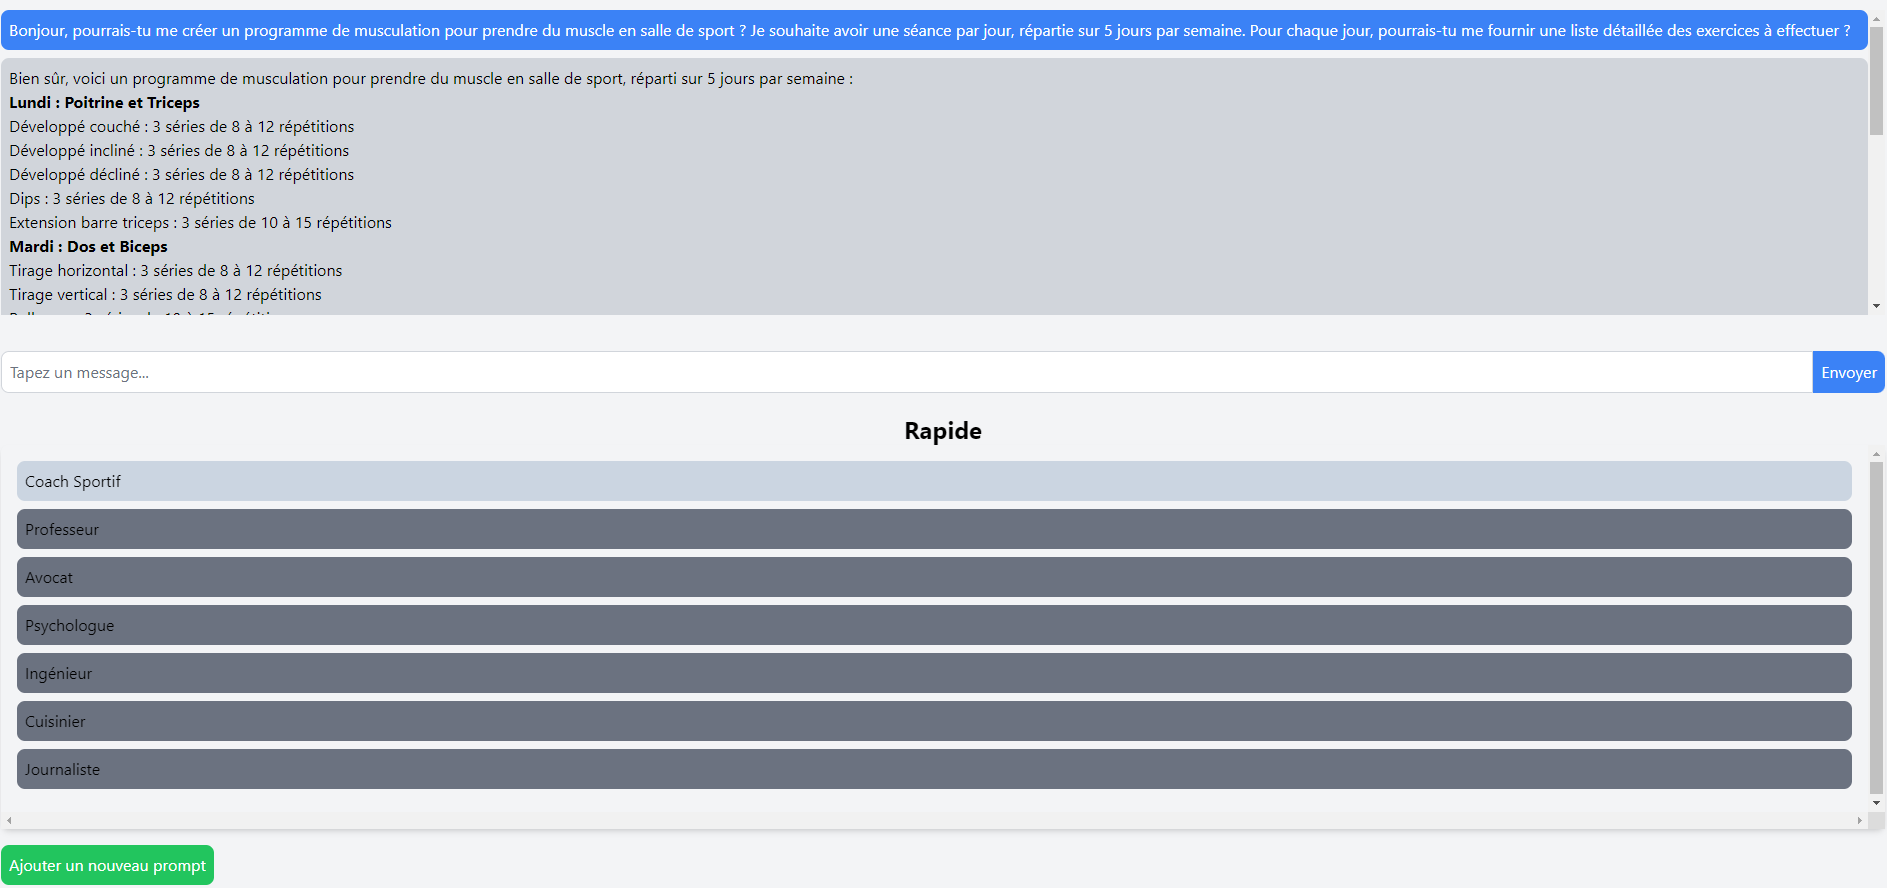 Bonjour, pourrais-tu me créer un programme de musculation pour prendre du muscle en salle de sport ? Je souhaite avoir une séance par jour, répartie sur 5 jours par semaine. Pour chaque jour, pourrais-tu me fournir une liste détaillée des exercices à effectuer ?
Bien sûr, voici un programme de musculation pour prendre du muscle en salle de sport, réparti sur 5 jours par semaine :
Lundi : Poitrine et Triceps
Développé couché : 3 séries de 8 à 12 répétitions
Développé incliné : 3 séries de 8 à 12 répétitions
Développé décliné : 3 séries de 8 à 12 répétitions
Dips : 3 séries de 8 à 12 répétitions
Extension barre triceps : 3 séries de 10 à 15 répétitions
Mardi : Dos et Biceps
Tirage horizontal : 3 séries de 8 à 12 répétitions
Tirage vertical : 3 séries de 8 à 12 répétitions
Tapez un message...
Envoyer
Rapide
Coach Sportif
Professeur
Avocat
Psychologue
Ingénieur
Cuisinier
Journaliste
Ajouter un nouveau prompt